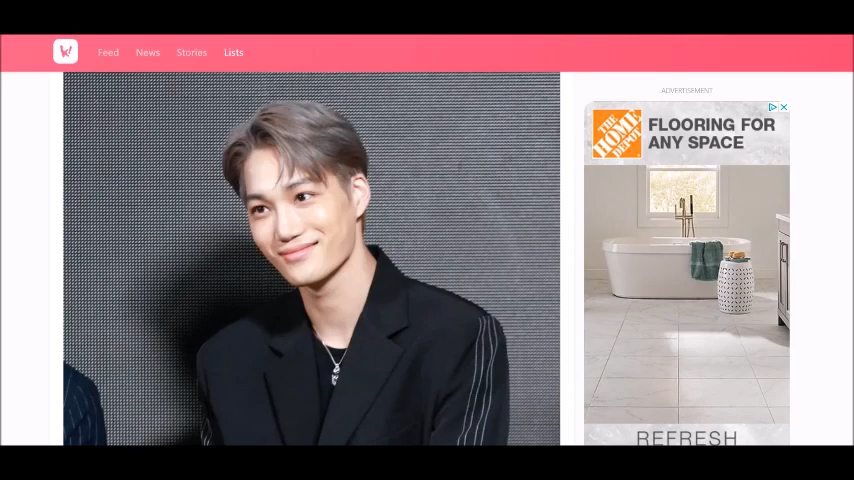 k!
Feed News Stories Lists
ADVERTISEMENT
THE
HOME
DEPOT
FLOORING FOR
ANY SPACE
REFRESH